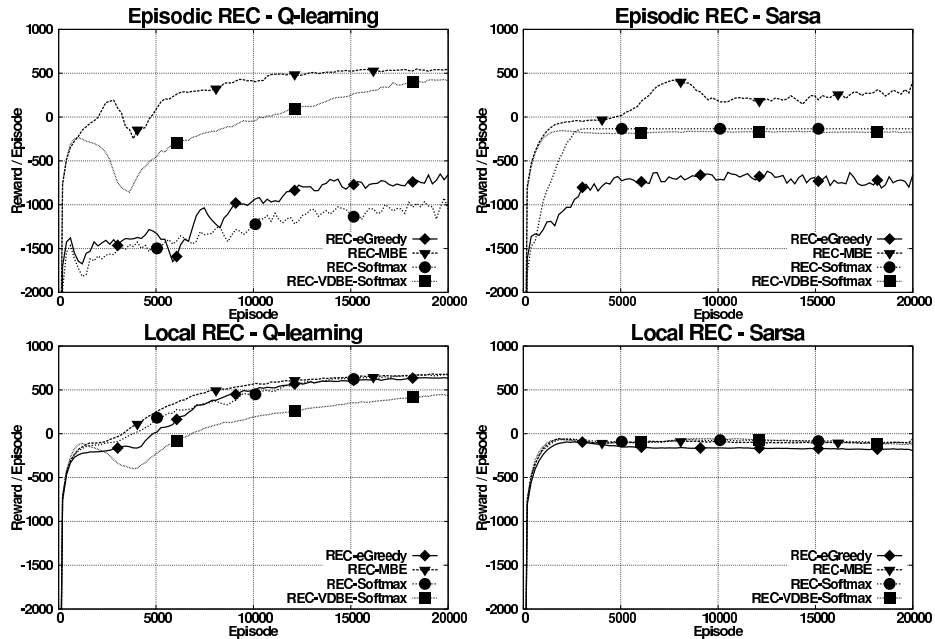 Episodic REC - Q-learning
Reward / Episode
1000
500
0
-500
-1000
-1500
-2000
REC-eGreedy
REC-MBE
REC-Softmax
REC-VDBE-Softmax
0 5000 10000 15000 20000
Episode
Episodic REC - Sarsa
Reward / Episode
1000
500
0
-500
-1000
-1500
-2000
REC-eGreedy
REC-MBE
REC-Softmax
REC-VDBE-Softmax
0 5000 10000 15000 20000
Episode
Local REC - Q-learning
Reward / Episode
1000
500
0
-500
-1000
-1500
-2000
REC-eGreedy
REC-MBE
REC-Softmax
REC-VDBE-Softmax
0 5000 10000 15000 20000
Episode
Local REC - Sarsa
Reward / Episode
1000
500
0
-500
-1000
-1500
-2000
REC-eGreedy
REC-MBE
REC-Softmax
REC-VDBE-Softmax
0 5000 10000 15000 20000
Episode